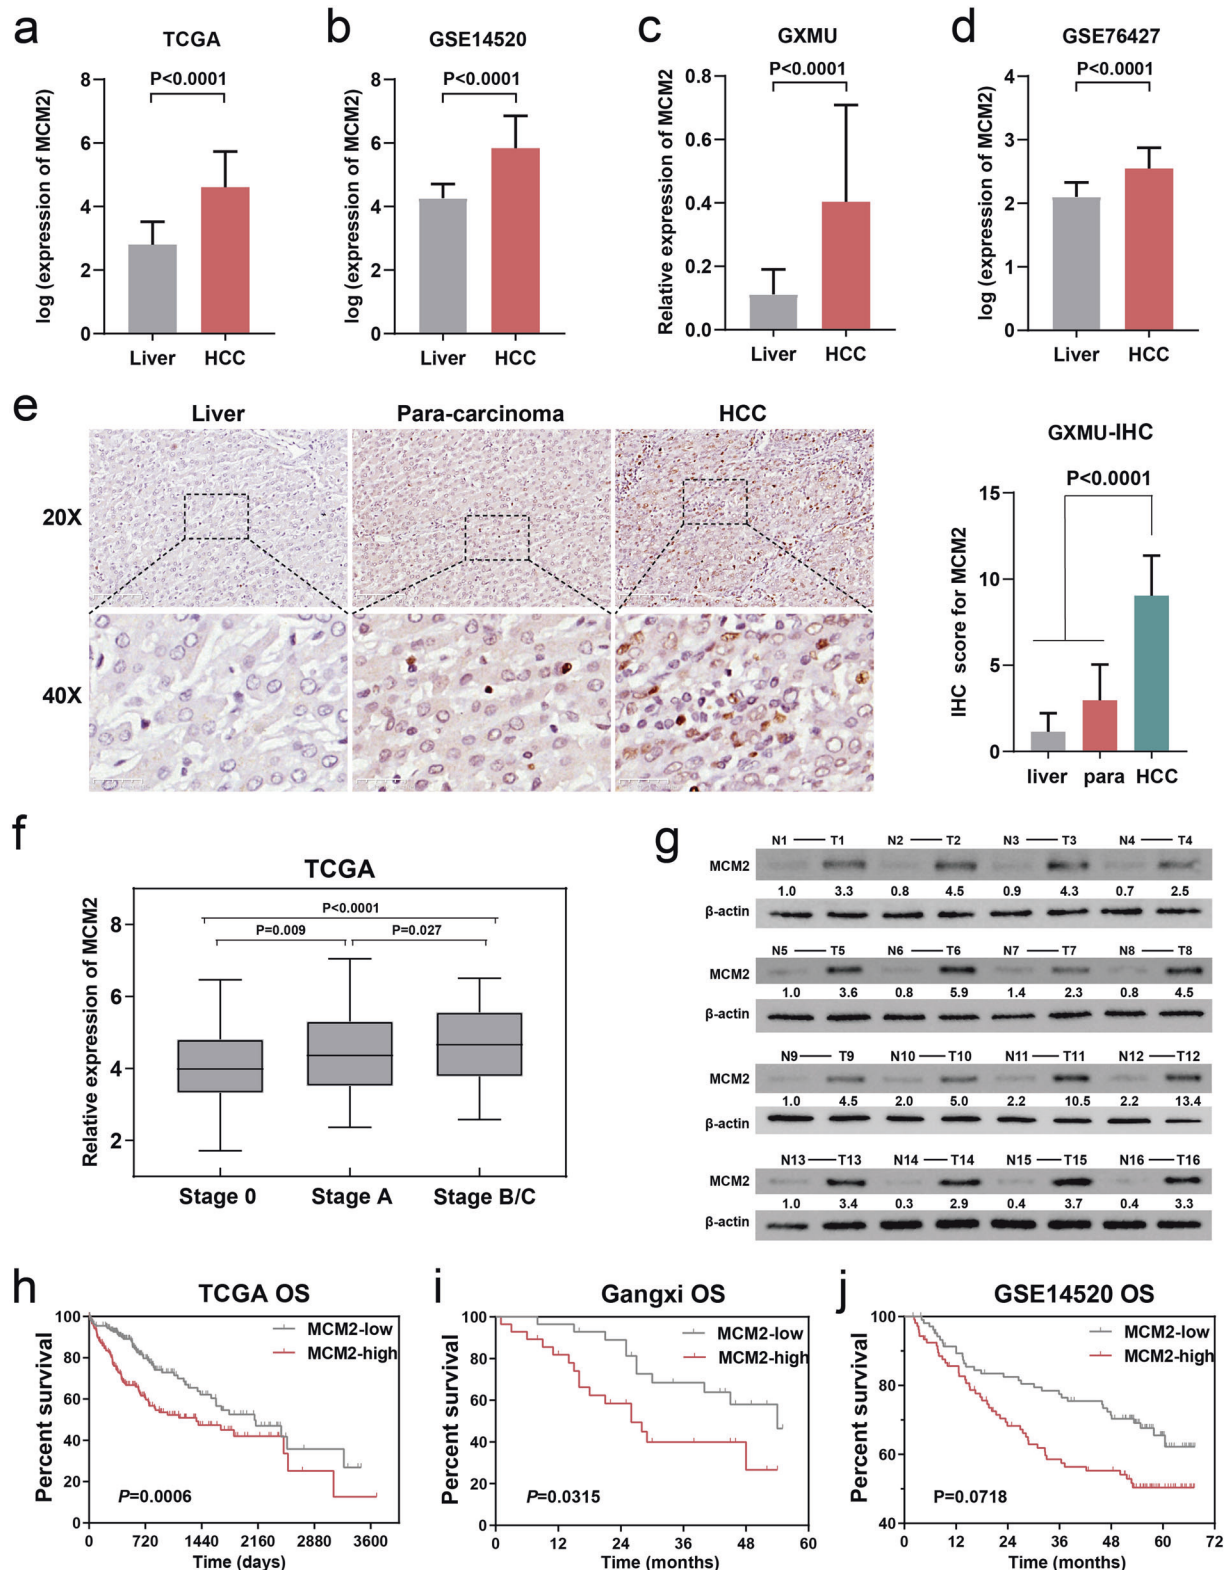 a
TCGA
P<0.0001
log (expression of MCM2)
8
6
4
2
0
Liver HCC
b
GSE14520
P<0.0001
log (expression of MCM2)
8
6
4
2
0
Liver HCC
c
GXMU
P<0.0001
Relative expression of MCM2
0.8
0.6
0.4
0.2
0.0
Liver HCC
d
GSE76427
P<0.0001
log (expression of MCM2)
4
3
2
1
0
Liver HCC
e
Liver Para-carcinoma HCC
20X
40X
GXMU-IHC
P<0.0001
IHC score for MCM2
15
10
5
0
liver para HCC
f
TCGA
P<0.0001
P=0.009 P=0.027
Relative expression of MCM2
8
6
4
2
Stage 0 Stage A Stage B/C
g
N1 T1 N2 T2 N3 T3 N4 T4
MCM2
1.0 3.3 0.8 4.5 0.9 4.3 0.7 2.5
β-actin
N5 T5 N6 T6 N7 T7 N8 T8
MCM2
1.0 3.6 0.8 5.9 1.4 2.3 0.8 4.5
β-actin
N9 T9 N10 T10 N11 T11 N12 T12
MCM2
1.0 4.5 2.0 5.0 2.2 10.5 2.2 13.4
β-actin
N13 T13 N14 T14 N15 T15 N16 T16
MCM2
1.0 3.4 0.3 2.9 0.4 3.7 0.4 3.3
β-actin
h
TCGA OS
MCM2-low
MCM2-high
Percent survival
100
80
60
40
20
0
P=0.0006
0 720 1440 2160 2880 3600
Time (days)
i
Gangxi OS
MCM2-low
MCM2-high
Percent survival
100
80
60
40
20
0
P=0.0315
0 12 24 36 48 60
Time (months)
j
GSE14520 OS
MCM2-low
MCM2-high
Percent survival
100
80
60
40
P=0.0718
0 12 24 36 48 60 72
Time (months)